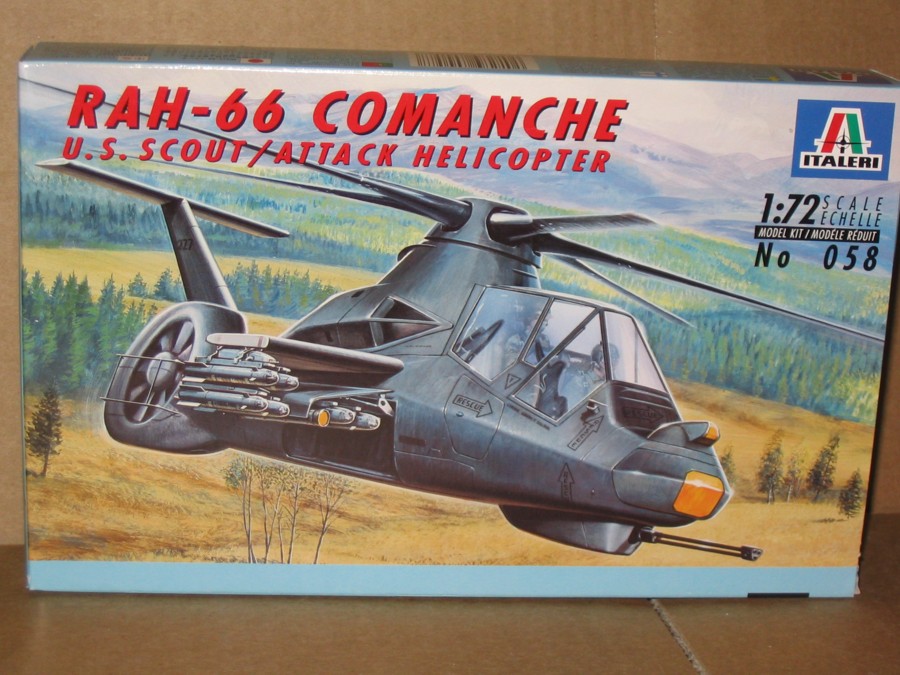 RAH-66 COMANCHE
U.S. SCOUT/ATTACK HELICOPTER
ITALERI
1:72 SCALE
ECHELLE
MODEL KIT / MODÈLE RÉDUIT
No 058
RESCUE